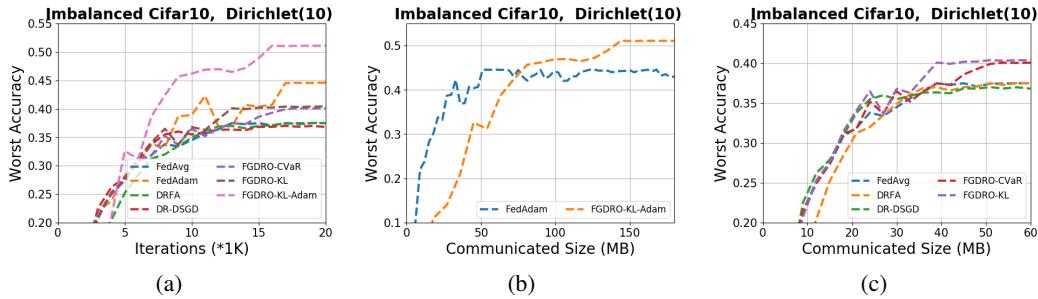 Imbalanced Cifar10, Dirichlet(10)
Worst Accuracy
0.55
0.50
0.45
0.40
0.35
0.30
0.25
0.20
FedAvg
FedAdam
DRFA
DR-DSGD
FGDRO-CVaR
FGDRO-KL
FGDRO-KL-Adam
0 5 10 15 20
Iterations (*1K)
(a)
Imbalanced Cifar10, Dirichlet(10)
Worst Accuracy
0.5
0.4
0.3
0.2
0.1
FedAdam
FGDRO-KL-Adam
0 50 100 150
Communicated Size (MB)
(b)
Imbalanced Cifar10, Dirichlet(10)
Worst Accuracy
0.45
0.40
0.35
0.30
0.25
0.20
FedAvg
DRFA
DR-DSGD
FGDRO-CVaR
FGDRO-KL
0 10 20 30 40 50 60
Communicated Size (MB)
(c)